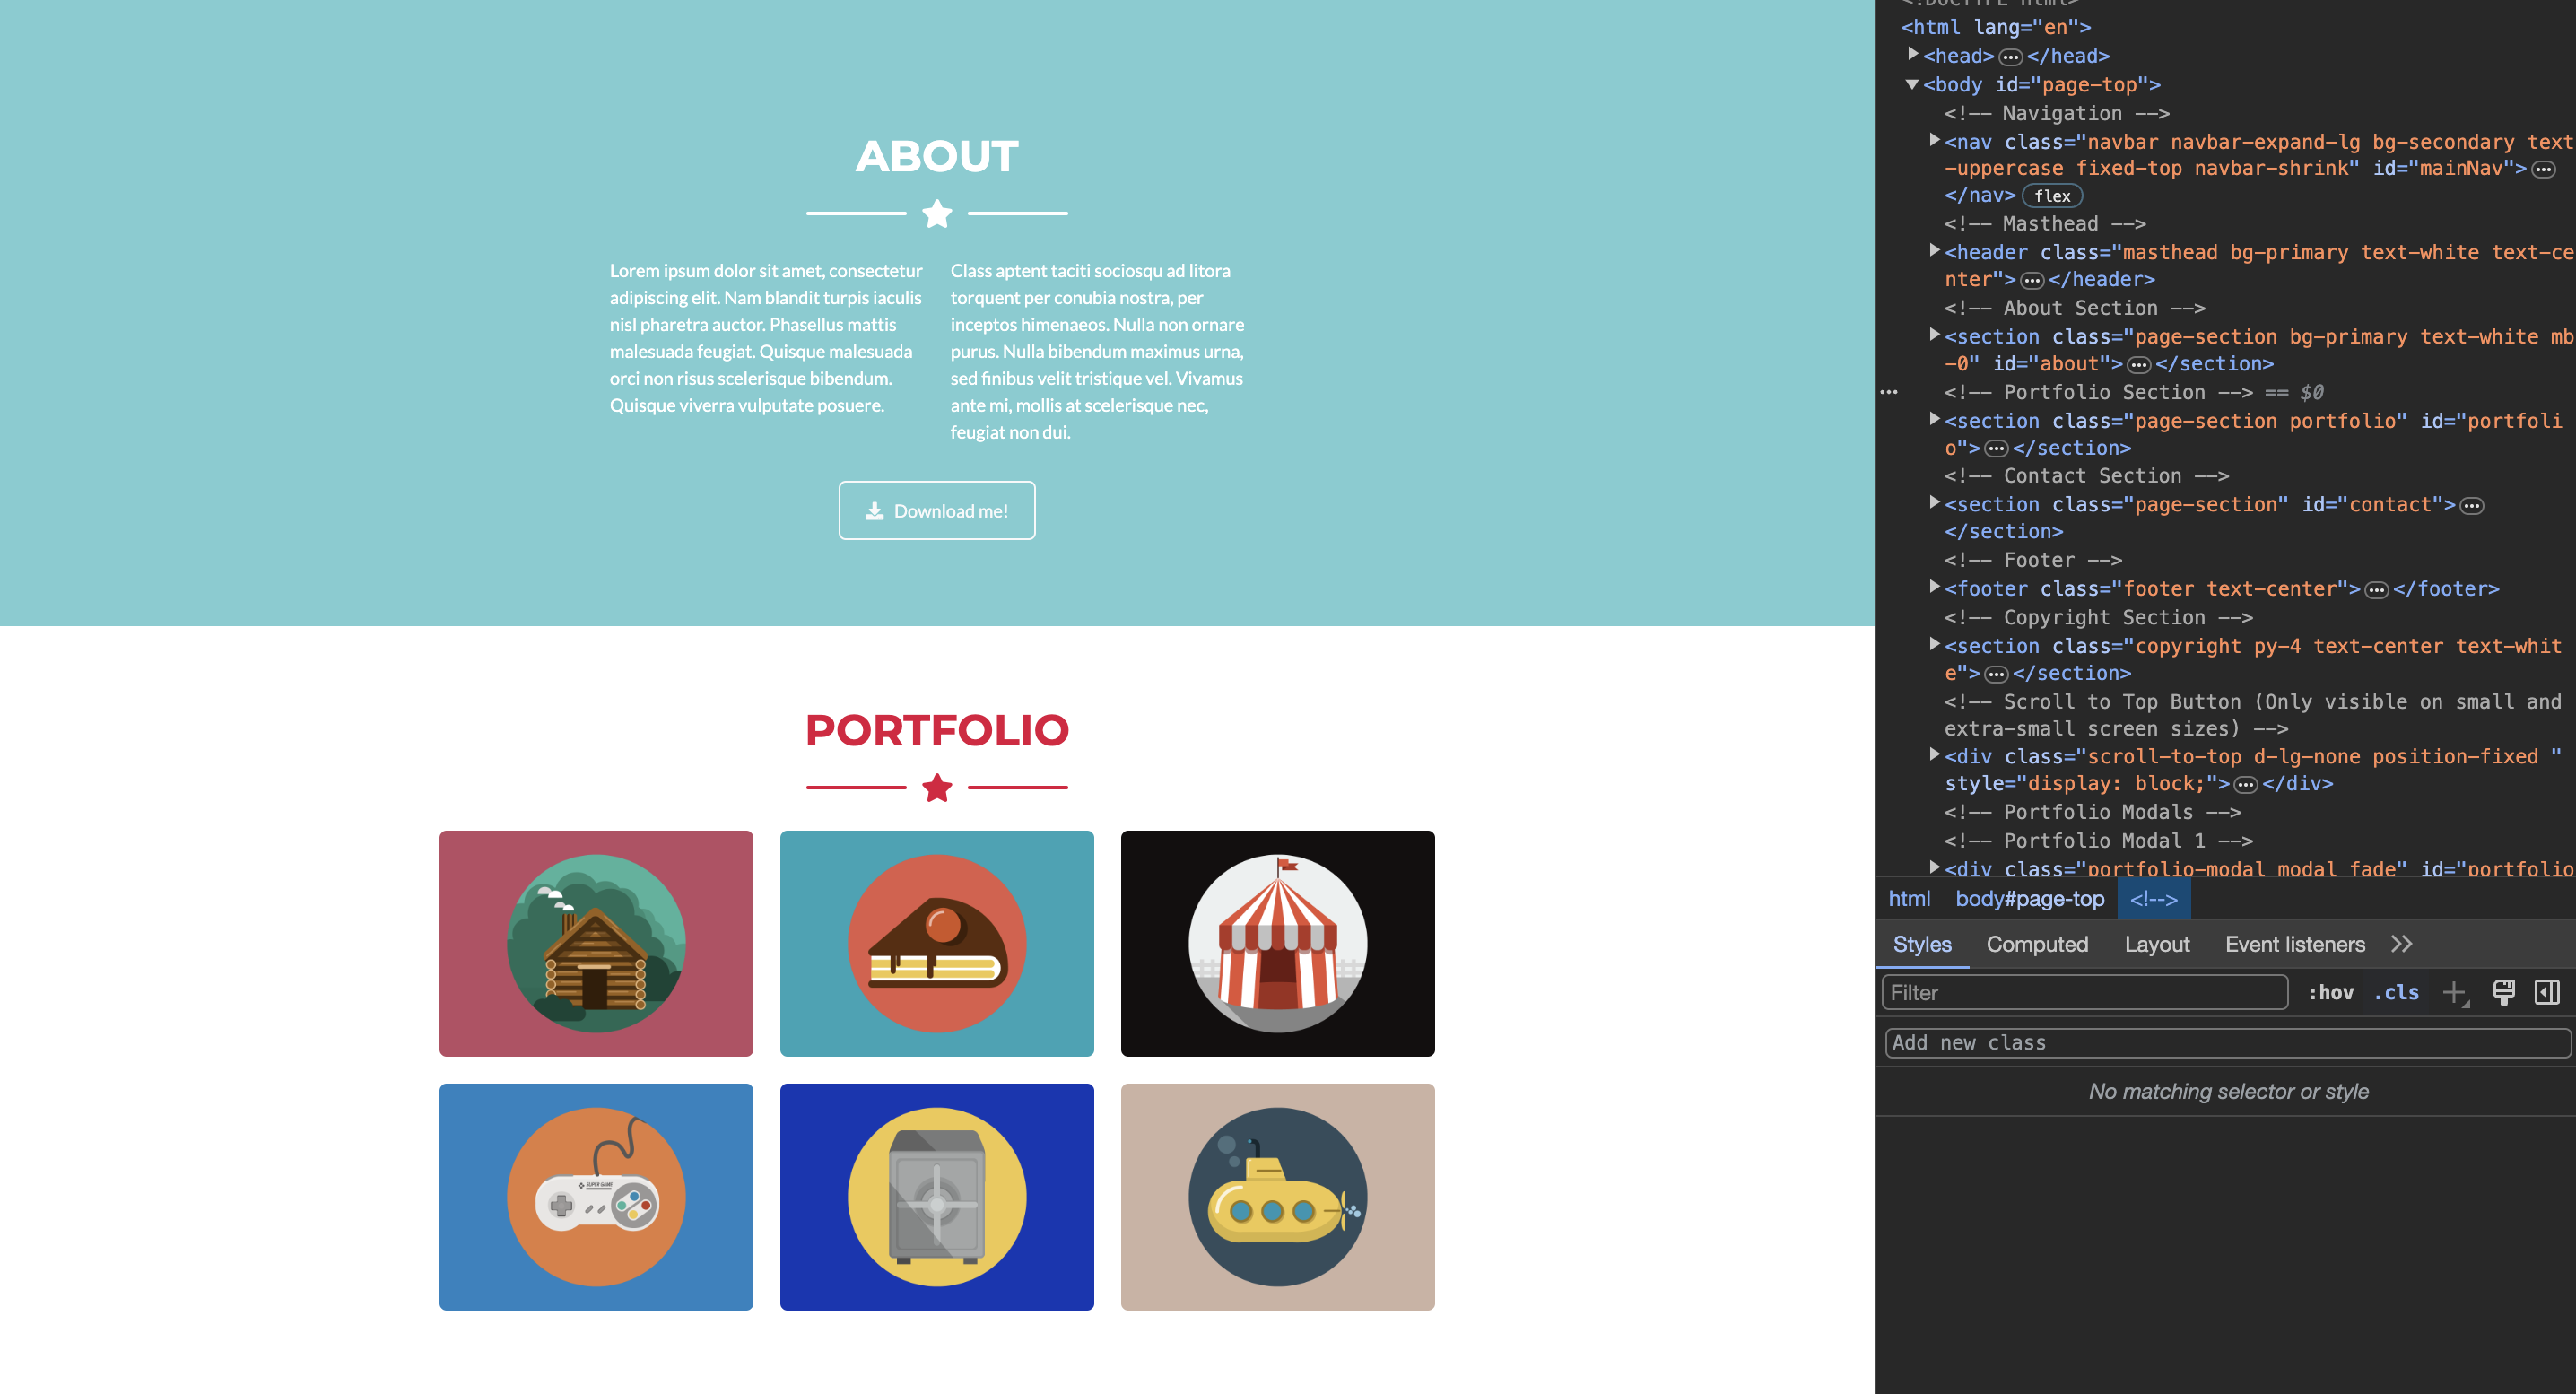 ABOUT
Lorem ipsum dolor sit amet, consectetur
adipiscing elit. Nam blandit turpis iaculis
nisl pharetra auctor. Phasellus mattis
malesuada feugiat. Quisque malesuada
orci non risus scelerisque bibendum.
Quisque viverra vulputate posuere.
Class aptent taciti sociosqu ad litora
torquent per conubia nostra, per
inceptos himenaeos. Nulla non ornare
purus. Nulla bibendum maximus urna,
sed finibus velit tristique vel. Vivamus
ante mi, mollis at scelerisque nec,
feugiat non dui.
Download me!
PORTFOLIO
SUPER GAME
<!DOCTYPE html>
<html lang="en">
<head>…</head>
<body id="page-top">
<!-- Navigation -->
<nav class="navbar navbar-expand-lg bg-secondary text
-uppercase fixed-top navbar-shrink" id="mainNav">…
</nav> flex
<!-- Masthead -->
<header class="masthead bg-primary text-white text-ce
nter">…</header>
<!-- About Section -->
<section class="page-section bg-primary text-white mb
-0" id="about">…</section>
… <!-- Portfolio Section --> == $0
<section class="page-section portfolio" id="portfoli
o">…</section>
<!-- Contact Section -->
<section class="page-section" id="contact">…
</section>
<!-- Footer -->
<footer class="footer text-center">…</footer>
<!-- Copyright Section -->
<section class="copyright py-4 text-center text-whit
e">…</section>
<!-- Scroll to Top Button (Only visible on small and
extra-small screen sizes) -->
<div class="scroll-to-top d-lg-none position-fixed "
style="display: block;">…</div>
<!-- Portfolio Modals -->
<!-- Portfolio Modal 1 -->
<div class="portfolio-modal modal fade" id="portfolio
html body#page-top <!-->
Styles Computed Layout Event listeners
Filter :hov .cls
Add new class
No matching selector or style